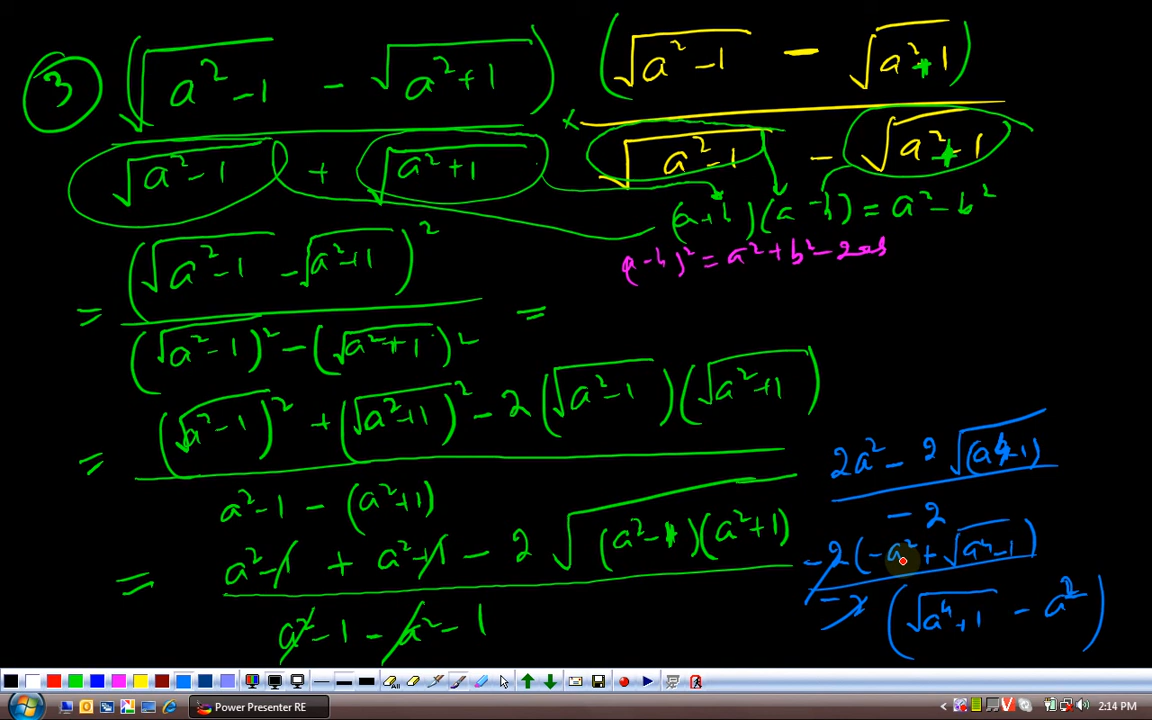 ③ (√(a²-1) - √(a²+1)) / (√(a²-1) + √(a²+1)) × (√(a²-1) - √(a²+1)) / (√(a²-1) - √(a²+1))
(a+b)(a-b) = a²-b²
(a-b)² = a²+b²-2ab
= (√(a²-1) - √(a²+1))² / ((√(a²-1))² - (√(a²+1))²) =
= ((√(a²-1))² + (√(a²+1))² - 2(√(a²-1))(√(a²+1))) / (a²-1-(a²+1))
= (a²-1 + a²+1 - 2√((a²-1)(a²+1))) / (a²-1-a²-1)
(2a² - 2√(a⁴-1)) / -2
-2(-a² + √(a⁴-1)) / -2
(√(a⁴+1) - a²)
All
Power Presenter RE
2:14 PM